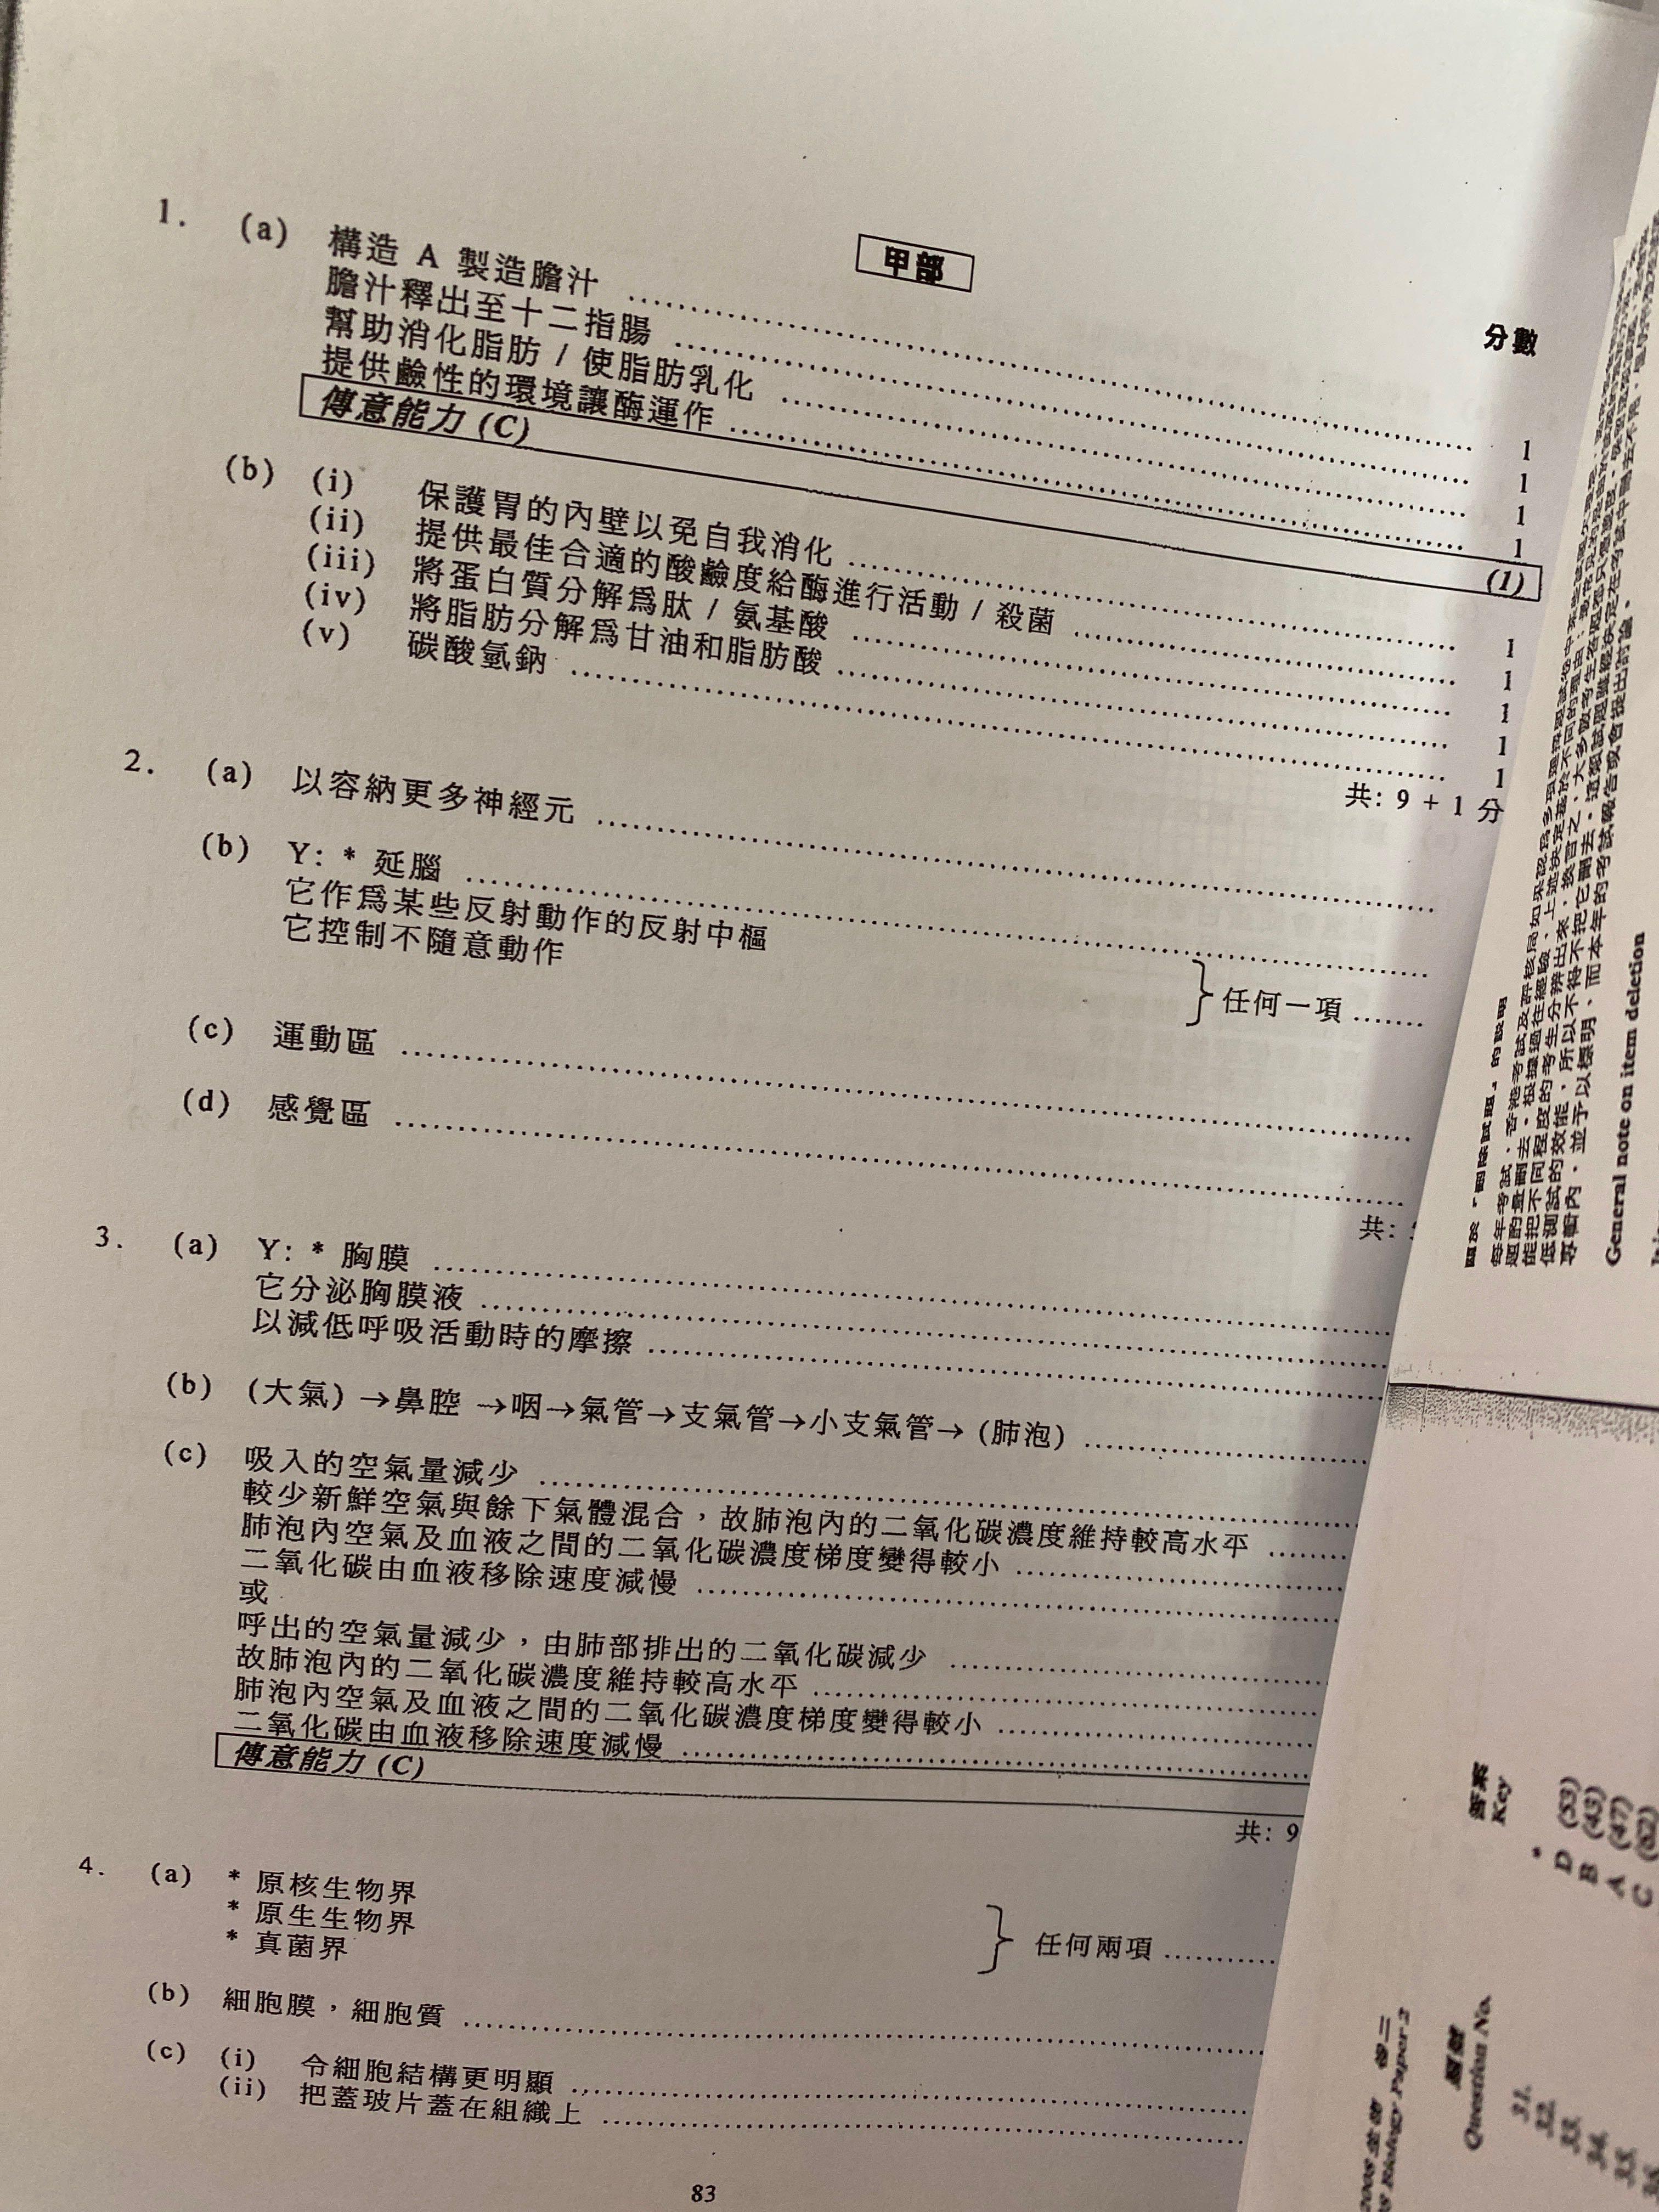 甲部
分數
1. (a) 構造 A 製造膽汁 1
膽汁釋出至十二指腸 1
幫助消化脂肪 / 使脂肪乳化 1
提供鹼性的環境讓酶運作 1
傳意能力 (C) (1)
(b) (i) 保護胃的內壁以免自我消化 1
(ii) 提供最佳合適的酸鹼度給酶進行活動 / 殺菌 1
(iii) 將蛋白質分解爲肽 / 氨基酸 1
(iv) 將脂肪分解爲甘油和脂肪酸 1
(v) 碳酸氫鈉 1
共: 9 + 1 分
2. (a) 以容納更多神經元
(b) Y: * 延腦
它作爲某些反射動作的反射中樞
它控制不隨意動作
} 任何一項
(c) 運動區
(d) 感覺區
共:
3. (a) Y: * 胸膜
它分泌胸膜液
以減低呼吸活動時的摩擦
(b) (大氣) →鼻腔 →咽→氣管→支氣管→小支氣管→ (肺泡)
(c) 吸入的空氣量減少
較少新鮮空氣與餘下氣體混合，故肺泡內的二氧化碳濃度維持較高水平
肺泡內空氣及血液之間的二氧化碳濃度梯度變得較小
二氧化碳由血液移除速度減慢
或
呼出的空氣量減少，由肺部排出的二氧化碳減少
故肺泡內的二氧化碳濃度維持較高水平
肺泡內空氣及血液之間的二氧化碳濃度梯度變得較小
二氧化碳由血液移除速度減慢
傳意能力 (C)
共: 9
4. (a) * 原核生物界
* 原生生物界
* 真菌界
} 任何兩項
(b) 細胞膜，細胞質
(c) (i) 令細胞結構更明顯
(ii) 把蓋玻片蓋在組織上
83
General note on item deletion
答案
Key
* D (53)
B (43)
A (47)
C
題號
Question No.
31.
32.
33.
34.
35.
Biology Paper 2